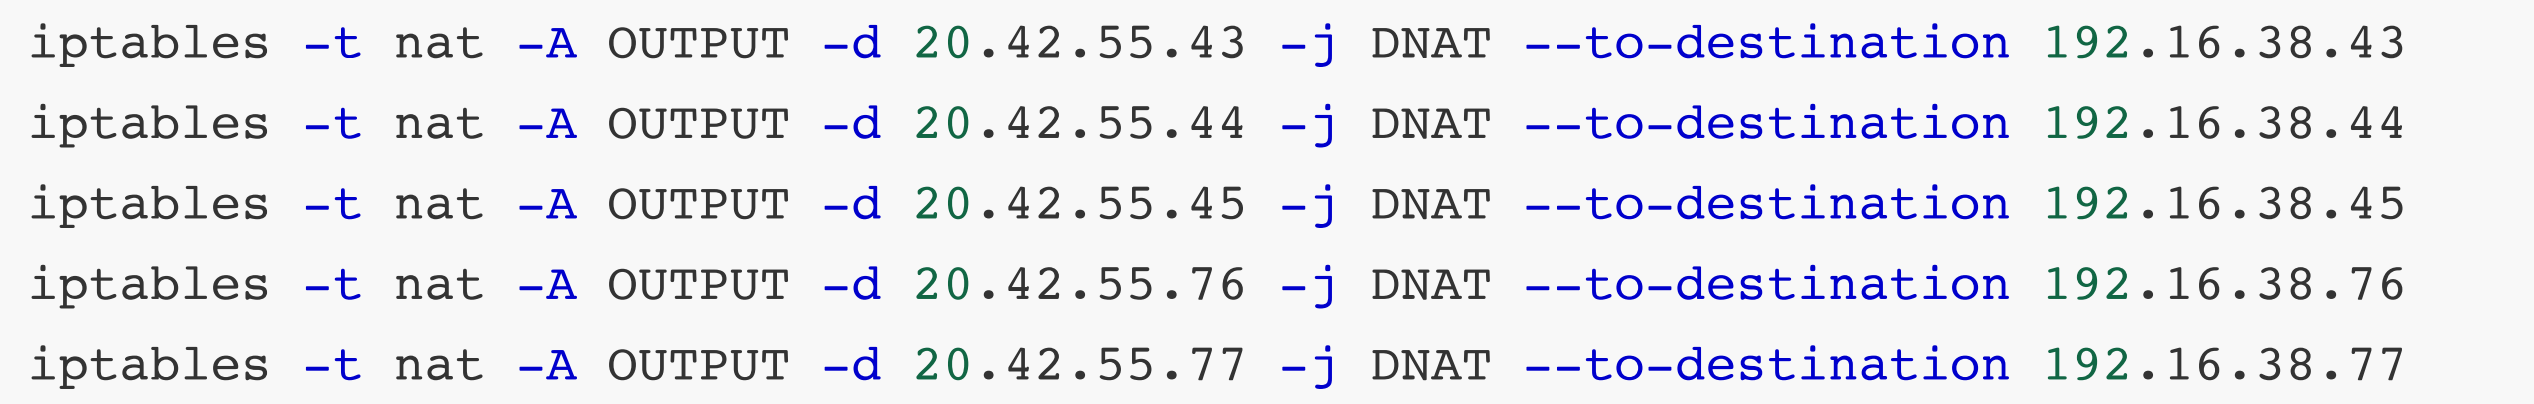 iptables -t nat -A OUTPUT -d 20.42.55.43 -j DNAT --to-destination 192.16.38.43
iptables -t nat -A OUTPUT -d 20.42.55.44 -j DNAT --to-destination 192.16.38.44
iptables -t nat -A OUTPUT -d 20.42.55.45 -j DNAT --to-destination 192.16.38.45
iptables -t nat -A OUTPUT -d 20.42.55.76 -j DNAT --to-destination 192.16.38.76
iptables -t nat -A OUTPUT -d 20.42.55.77 -j DNAT --to-destination 192.16.38.77